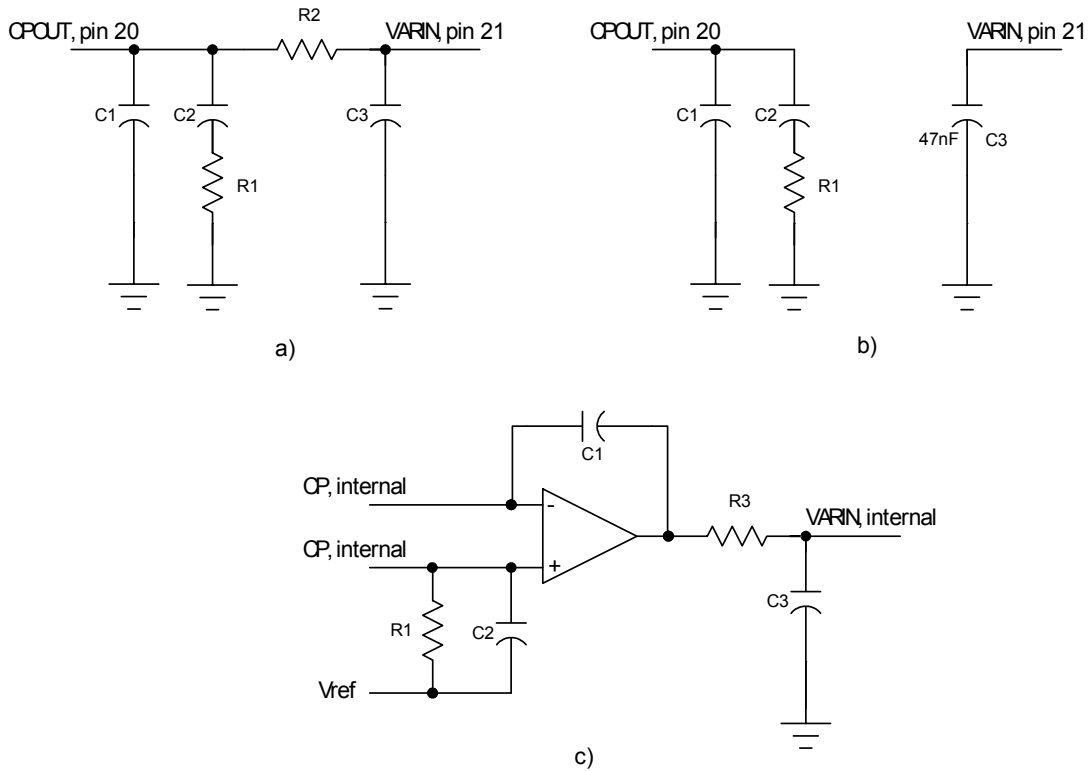 R2
CPOUT, pin 20
VARIN, pin 21
C1
C2
C3
R1
a)
CPOUT, pin 20
VARIN, pin 21
C1
C2
47nF
C3
R1
b)
C1
CP, internal
-
R3
VARIN, internal
CP, internal
+
R1
C2
C3
Vref
c)